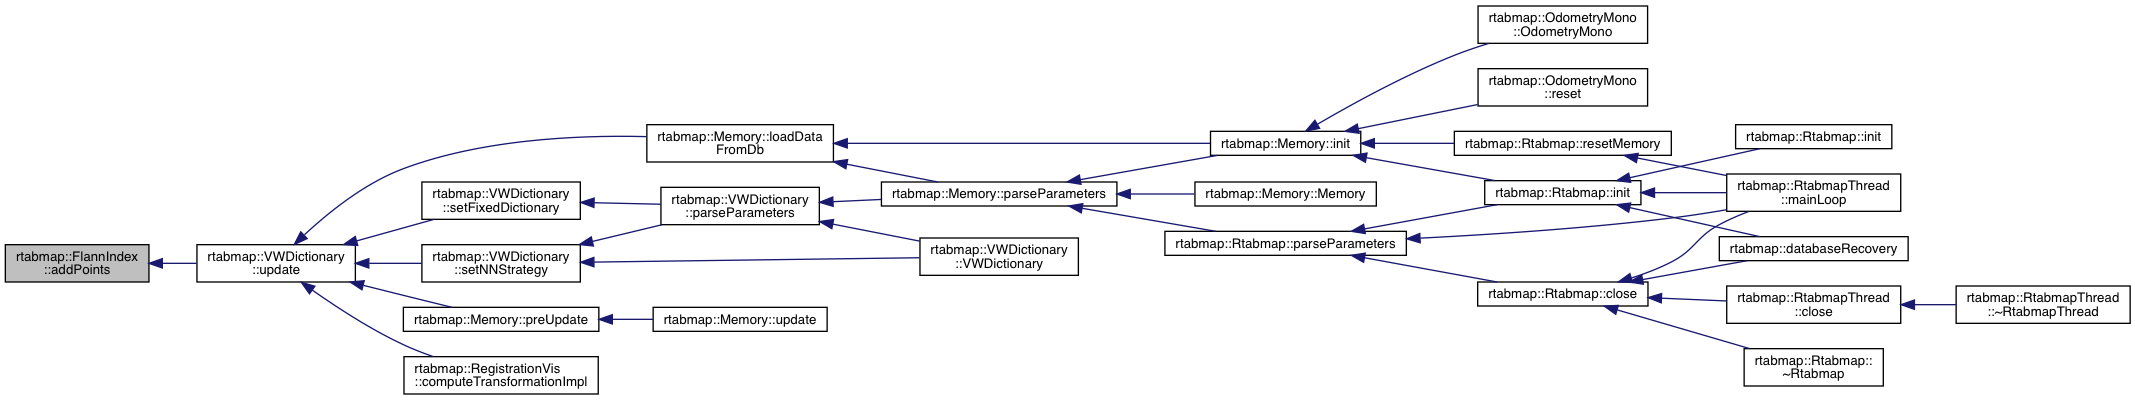 rtabmap::FlannIndex
::addPoints
rtabmap::VWDictionary
::update
rtabmap::Memory::loadData
FromDb
rtabmap::VWDictionary
::setFixedDictionary
rtabmap::VWDictionary
::setNNStrategy
rtabmap::Memory::preUpdate
rtabmap::RegistrationVis
::computeTransformationImpl
rtabmap::VWDictionary
::parseParameters
rtabmap::Memory::update
rtabmap::Memory::parseParameters
rtabmap::VWDictionary
::VWDictionary
rtabmap::Memory::init
rtabmap::Memory::Memory
rtabmap::Rtabmap::parseParameters
rtabmap::OdometryMono
::OdometryMono
rtabmap::OdometryMono
::reset
rtabmap::Rtabmap::resetMemory
rtabmap::Rtabmap::init
rtabmap::Rtabmap::close
rtabmap::Rtabmap::init
rtabmap::RtabmapThread
::mainLoop
rtabmap::databaseRecovery
rtabmap::RtabmapThread
::close
rtabmap::Rtabmap::
~Rtabmap
rtabmap::RtabmapThread
::~RtabmapThread